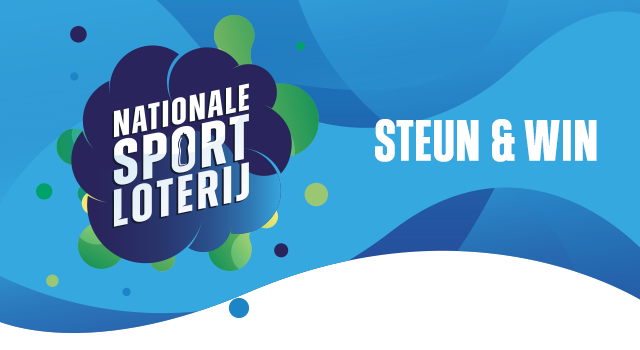 NATIONALE
SPORT
LOTERIJ
STEUN & WIN